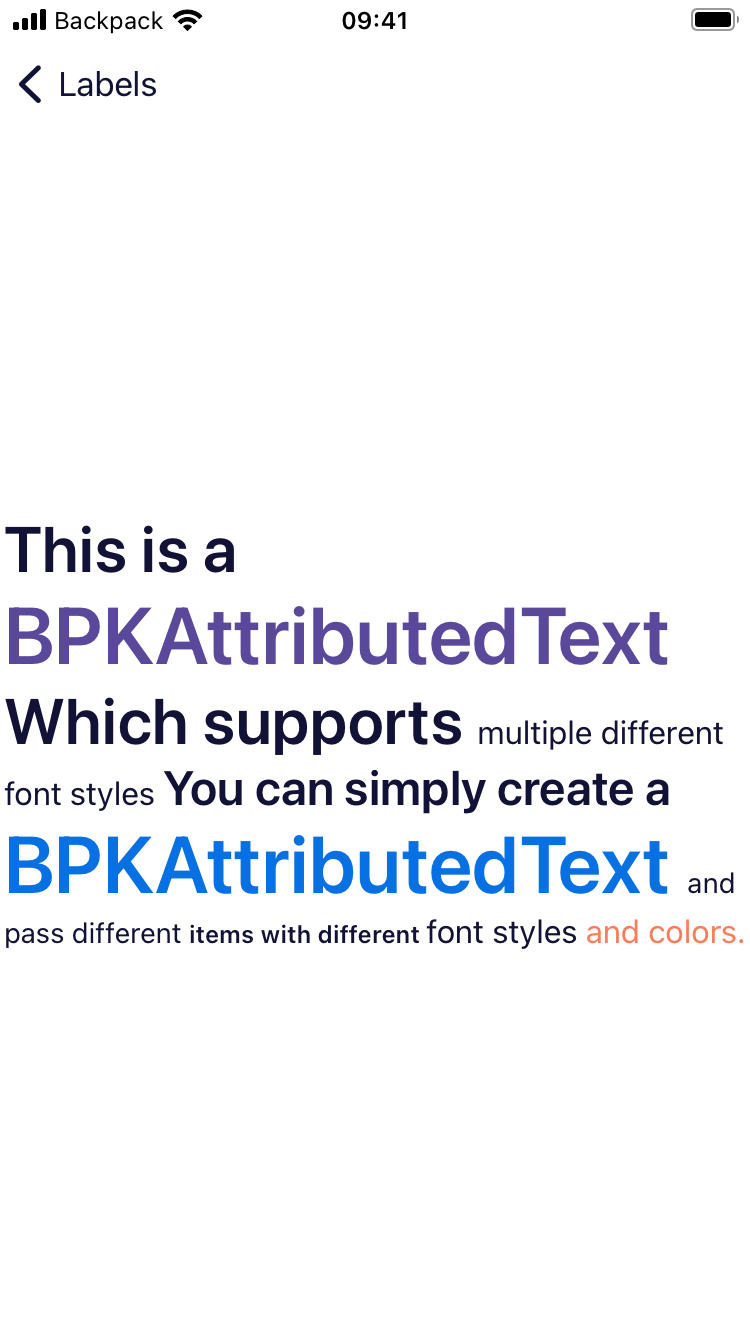 Backpack 09:41
Labels
This is a
BPKAttributedText
Which supports multiple different
font styles You can simply create a
BPKAttributedText and
pass different items with different font styles and colors.